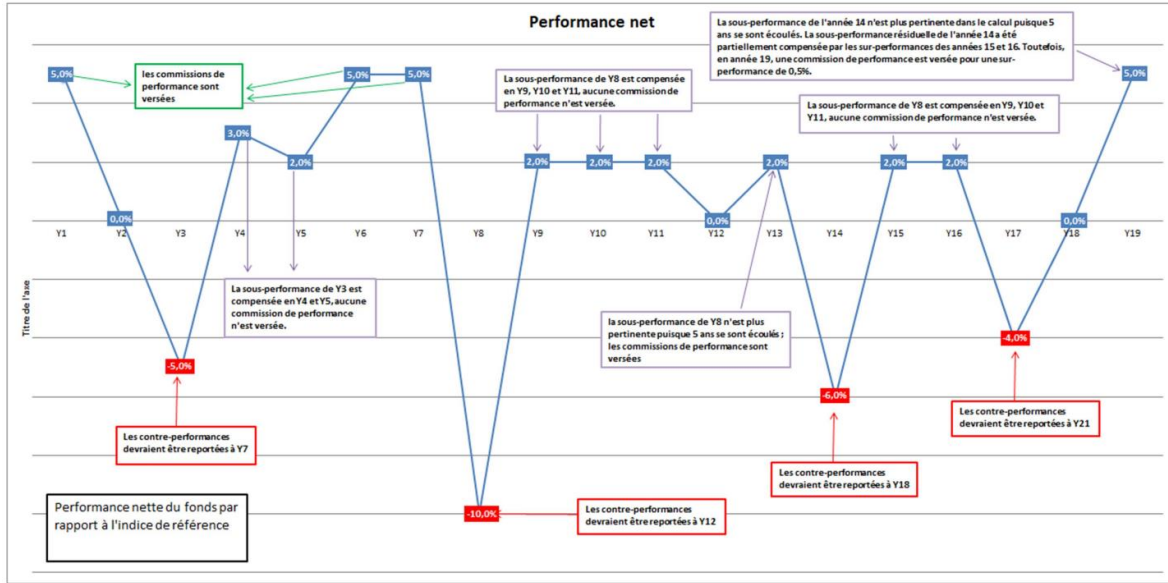 Performance net
La sous-performance de l'année 14 n'est plus pertinente dans le calcul puisque 5
ans se sont écoulés. La sous-performance résiduelle de l'année 14 a été
partiellement compensée par les sur-performances des années 15 et 16. Toutefois,
en année 19, une commission de performance est versée pour une sur-
performance de 0,5%.
les commissions de
performance sont
versées
La sous-performance de Y8 est compensée
en Y9, Y10 et Y11, aucune commission de
performance n'est versée.
La sous-performance de Y8 est compensée en Y9, Y10 et
Y11, aucune commission de performance n'est versée.
5,0%
0,0%
-5,0%
3,0%
2,0%
5,0%
5,0%
-10,0%
2,0%
2,0%
2,0%
0,0%
2,0%
-6,0%
2,0%
2,0%
-4,0%
0,0%
5,0%
Y1
Y2
Y3
Y4
Y5
Y6
Y7
Y8
Y9
Y10
Y11
Y12
Y13
Y14
Y15
Y16
Y17
Y18
Y19
Titre de l'axe
La sous-performance de Y3 est
compensée en Y4 et Y5, aucune
commission de performance
n'est versée.
la sous-performance de Y8 n'est plus
pertinente puisque 5 ans se sont écoulés ;
les commissions de performance sont
versées
Les contre-performances
devraient être reportées à Y7
Les contre-performances
devraient être reportées à Y21
Les contre-performances
devraient être reportées à Y18
Les contre-performances
devraient être reportées à Y12
Performance nette du fonds par
rapport à l'indice de référence